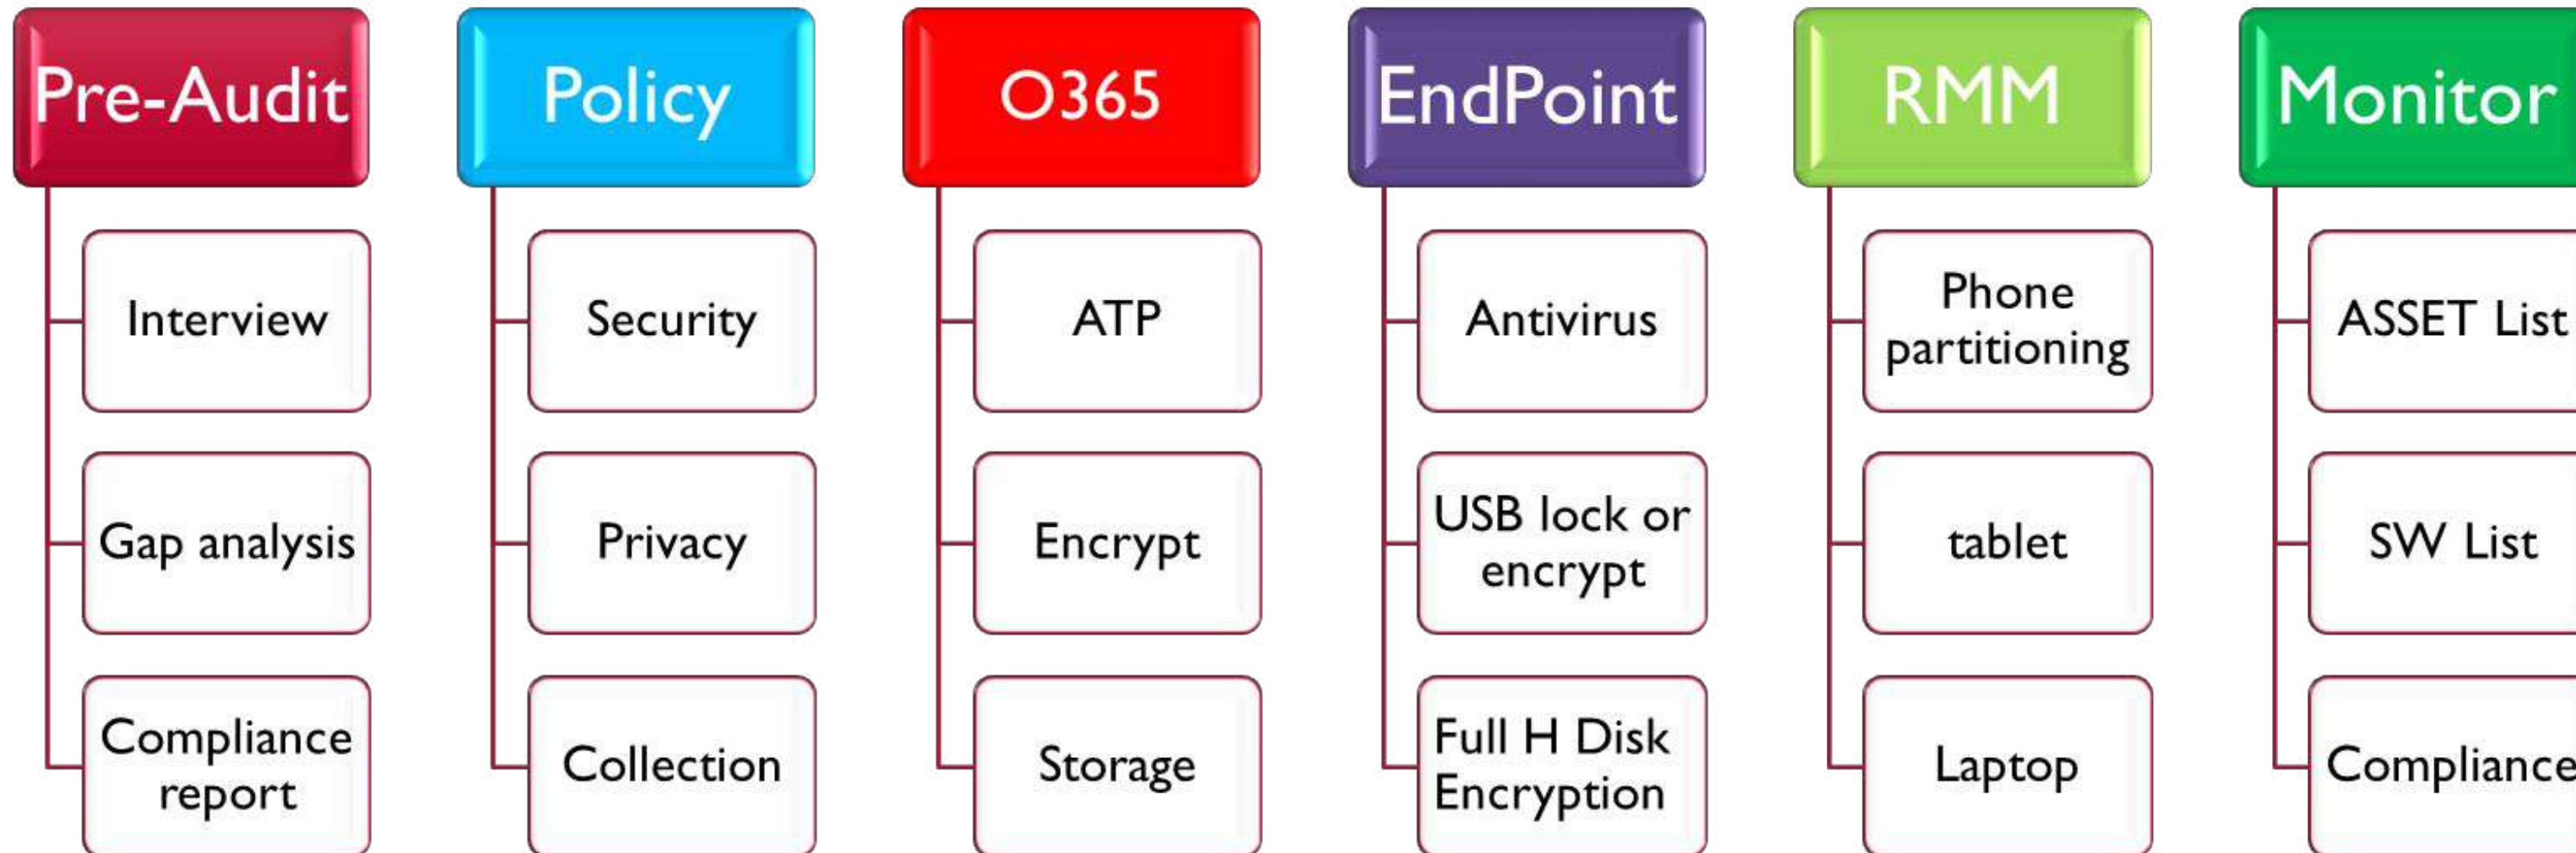 Pre-Audit
Interview
Gap analysis
Compliance
report
Policy
Security
Privacy
Collection
O365
ATP
Encrypt
Storage
EndPoint
Antivirus
USB lock or
encrypt
Full H Disk
Encryption
RMM
Phone
partitioning
tablet
Laptop
Monitor
ASSET List
SW List
Compliance